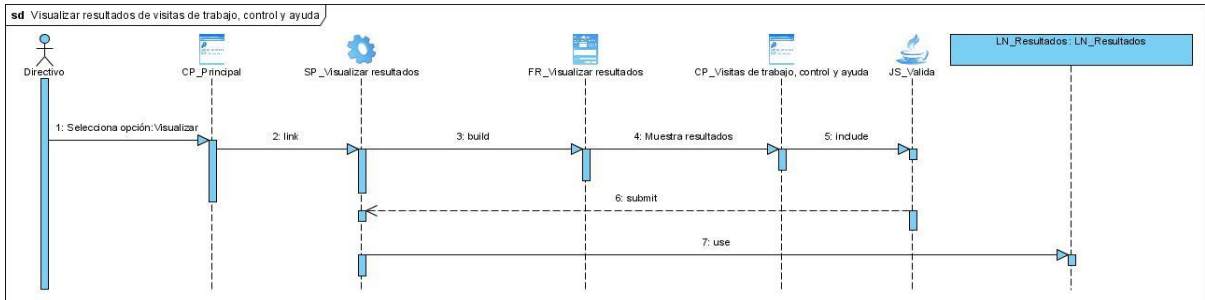 sd Visualizar resultados de visitas de trabajo, control y ayuda
Directivo
CP_Principal
SP_Visualizar resultados
FR_Visualizar resultados
CP_Visitas de trabajo, control y ayuda
JS_Valida
LN_Resultados : LN_Resultados
1: Selecciona opción:Visualizar
2: link
3: build
4: Muestra resultados
5: include
6: submit
7: use